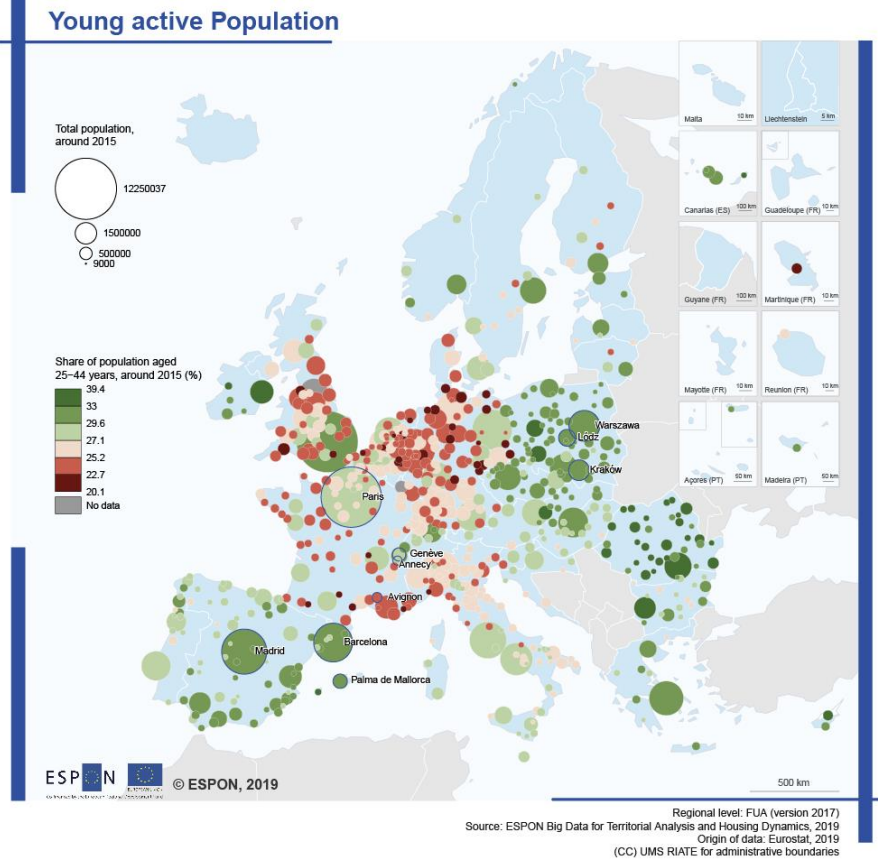 Young active Population
Total population,
around 2015
12250037
1500000
500000
9000
Share of population aged
25–44 years, around 2015 (%)
39.4
33
29.6
27.1
25.2
22.7
20.1
No data
Warszawa
Lódz
Kraków
Paris
Genève
Annecy
Avignon
Barcelona
Madrid
Palma de Mallorca
Malta 10 km
Liechtenstein 5 km
Canarias (ES) 100 km
Guadeloupe (FR) 10 km
Guyane (FR) 100 km
Martinique (FR) 10 km
Mayotte (FR) 10 km
Reunion (FR) 10 km
Açores (PT) 50 km
Madeira (PT) 50 km
ESPON
© ESPON, 2019
500 km
Regional level: FUA (version 2017)
Source: ESPON Big Data for Territorial Analysis and Housing Dynamics, 2019
Origin of data: Eurostat, 2019
(CC) UMS RIATE for administrative boundaries